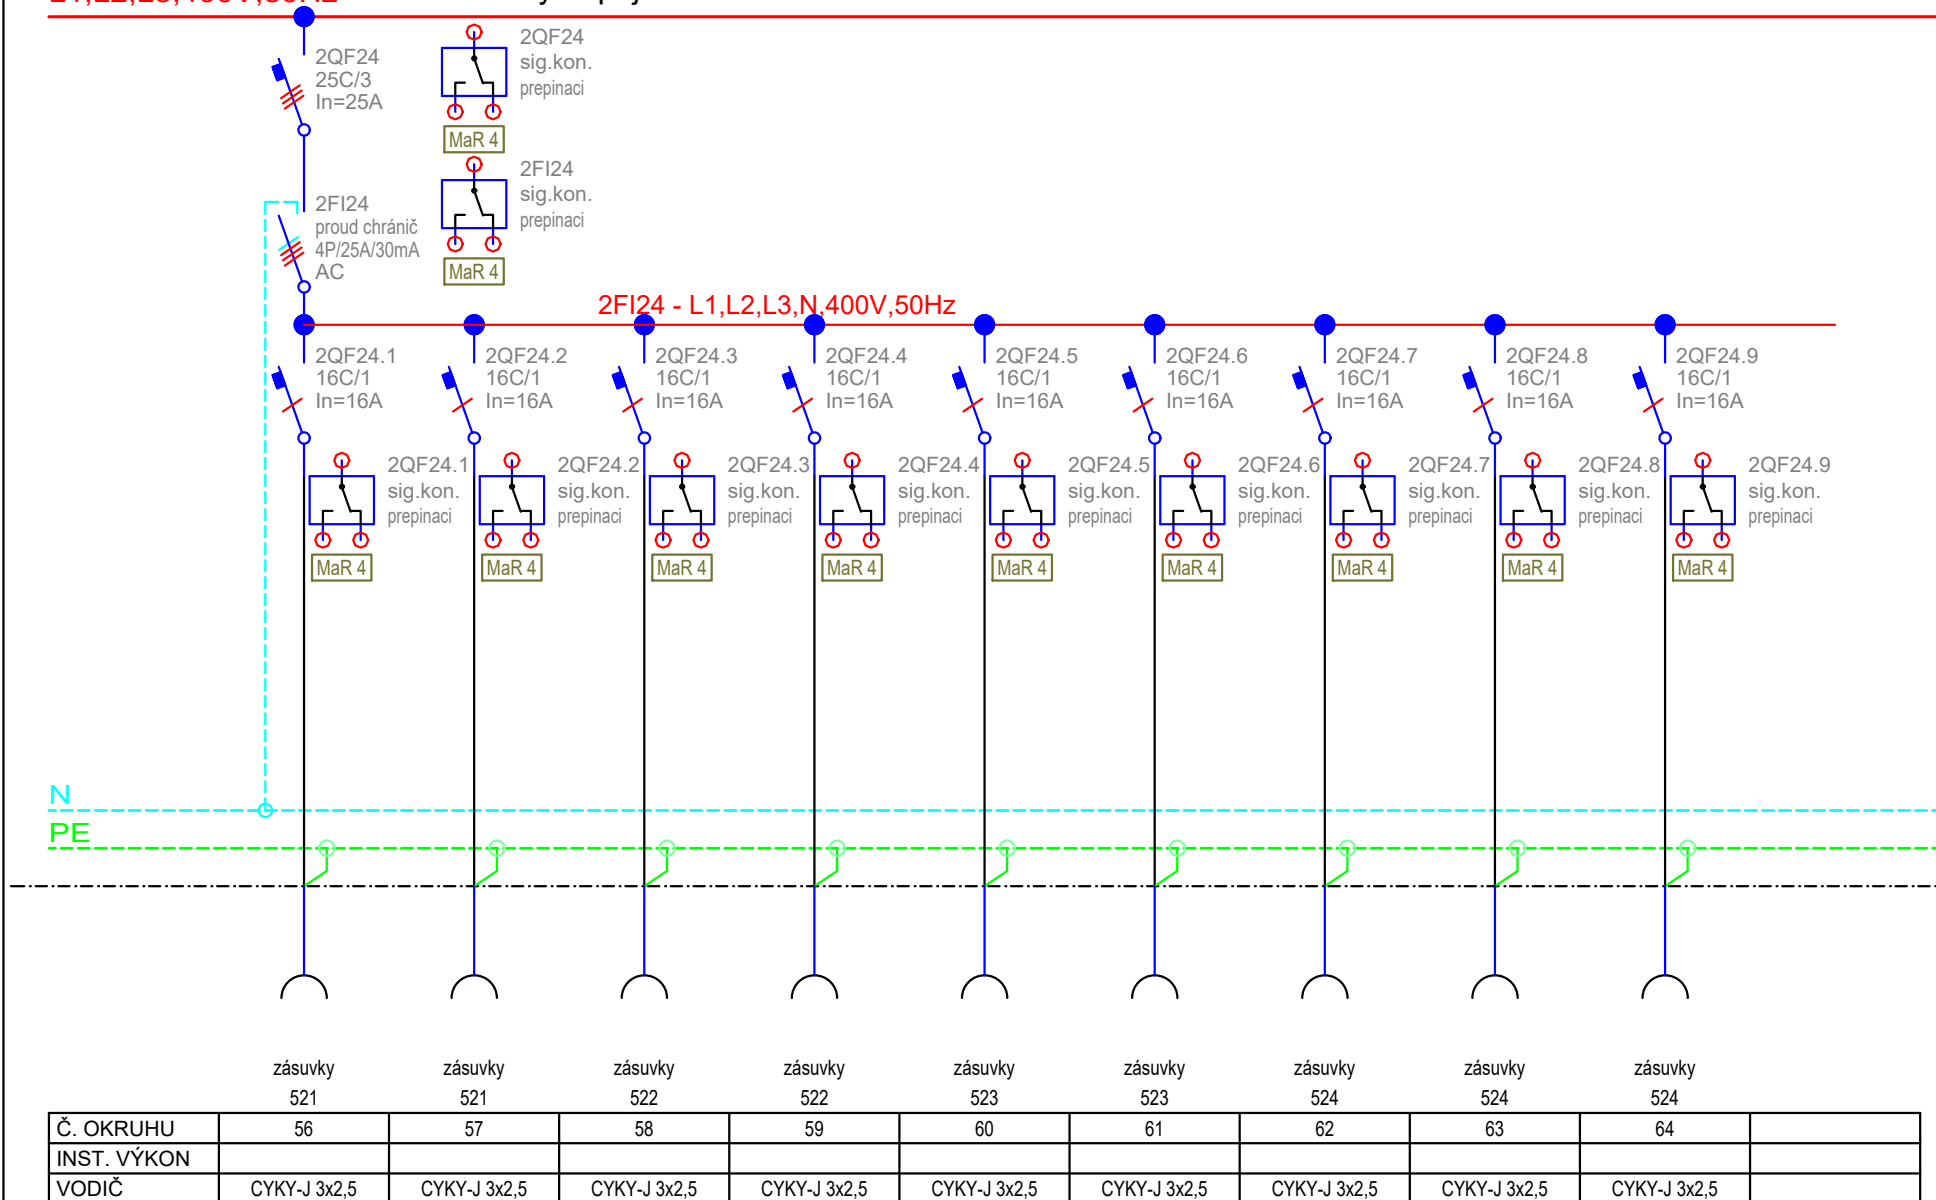 2QF24
25C/3
In=25A
2QF24
sig.kon.
prepinaci
MaR 4
2FI24
proud chránič
4P/25A/30mA
AC
2FI24
sig.kon.
prepinaci
MaR 4
2FI24 - L1,L2,L3,N,400V,50Hz
2QF24.1
16C/1
In=16A
2QF24.2
16C/1
In=16A
2QF24.3
16C/1
In=16A
2QF24.4
16C/1
In=16A
2QF24.5
16C/1
In=16A
2QF24.6
16C/1
In=16A
2QF24.7
16C/1
In=16A
2QF24.8
16C/1
In=16A
2QF24.9
16C/1
In=16A
2QF24.1
sig.kon.
prepinaci
MaR 4
2QF24.2
sig.kon.
prepinaci
MaR 4
2QF24.3
sig.kon.
prepinaci
MaR 4
2QF24.4
sig.kon.
prepinaci
MaR 4
2QF24.5
sig.kon.
prepinaci
MaR 4
2QF24.6
sig.kon.
prepinaci
MaR 4
2QF24.7
sig.kon.
prepinaci
MaR 4
2QF24.8
sig.kon.
prepinaci
MaR 4
2QF24.9
sig.kon.
prepinaci
MaR 4
N
PE
zásuvky zásuvky zásuvky zásuvky zásuvky zásuvky zásuvky zásuvky zásuvky
521 521 522 522 523 523 524 524 524
Č. OKRUHU 56 57 58 59 60 61 62 63 64
INST. VÝKON
VODIČ CYKY-J 3x2,5 CYKY-J 3x2,5 CYKY-J 3x2,5 CYKY-J 3x2,5 CYKY-J 3x2,5 CYKY-J 3x2,5 CYKY-J 3x2,5 CYKY-J 3x2,5 CYKY-J 3x2,5